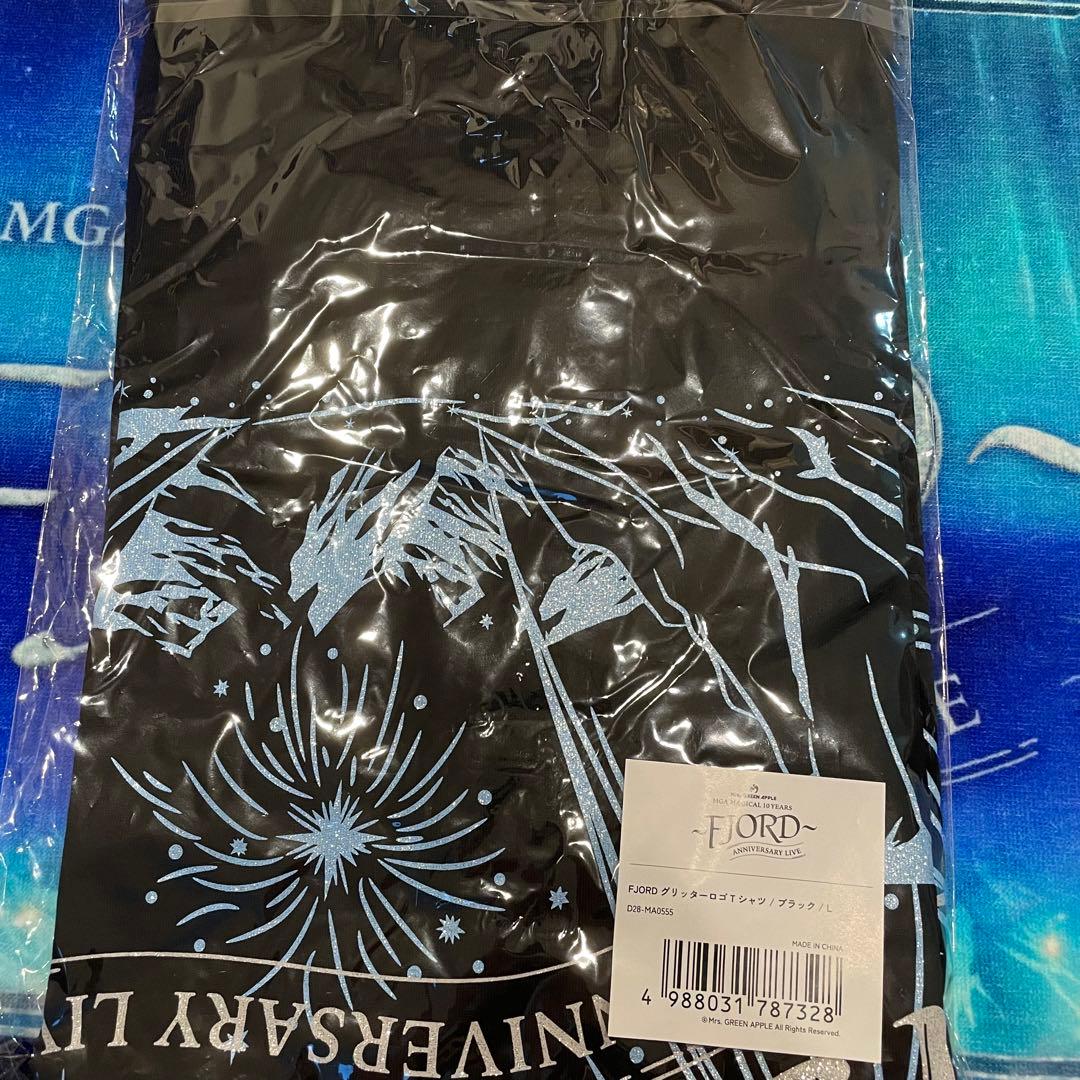 MGA
E
Mrs. GREEN APPLE
MGA MAGICAL 10 YEARS
~FJORD~
ANNIVERSARY LIVE
FJORD グリッターロゴTシャツ / ブラック / L
D28-MA0555
MADE IN CHINA
4 988031 787328
©Mrs. GREEN APPLE All Rights Reserved.
NNIVERSARY LIV